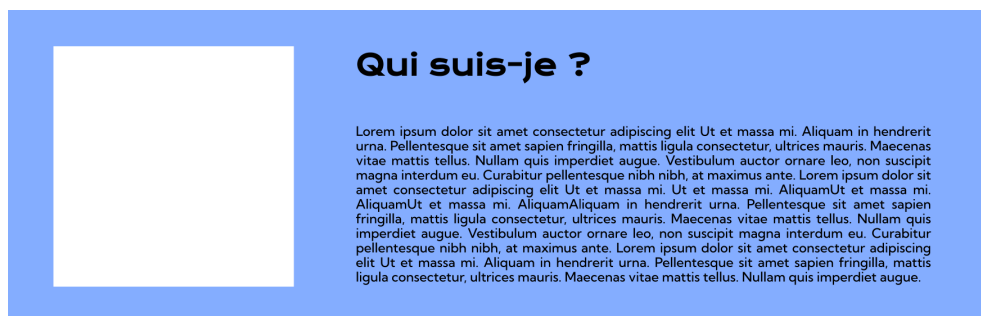 Qui suis-je ?
Lorem ipsum dolor sit amet consectetur adipiscing elit Ut et massa mi. Aliquam in hendrerit
urna. Pellentesque sit amet sapien fringilla, mattis ligula consectetur, ultrices mauris. Maecenas
vitae mattis tellus. Nullam quis imperdiet augue. Vestibulum auctor ornare leo, non suscipit
magna interdum eu. Curabitur pellentesque nibh nibh, at maximus ante. Lorem ipsum dolor sit
amet consectetur adipiscing elit Ut et massa mi. Ut et massa mi. AliquamUt et massa mi.
AliquamUt et massa mi. AliquamAliquam in hendrerit urna. Pellentesque sit amet sapien
fringilla, mattis ligula consectetur, ultrices mauris. Maecenas vitae mattis tellus. Nullam quis
imperdiet augue. Vestibulum auctor ornare leo, non suscipit magna interdum eu. Curabitur
pellentesque nibh nibh, at maximus ante. Lorem ipsum dolor sit amet consectetur adipiscing
elit Ut et massa mi. Aliquam in hendrerit urna. Pellentesque sit amet sapien fringilla, mattis
ligula consectetur, ultrices mauris. Maecenas vitae mattis tellus. Nullam quis imperdiet augue.